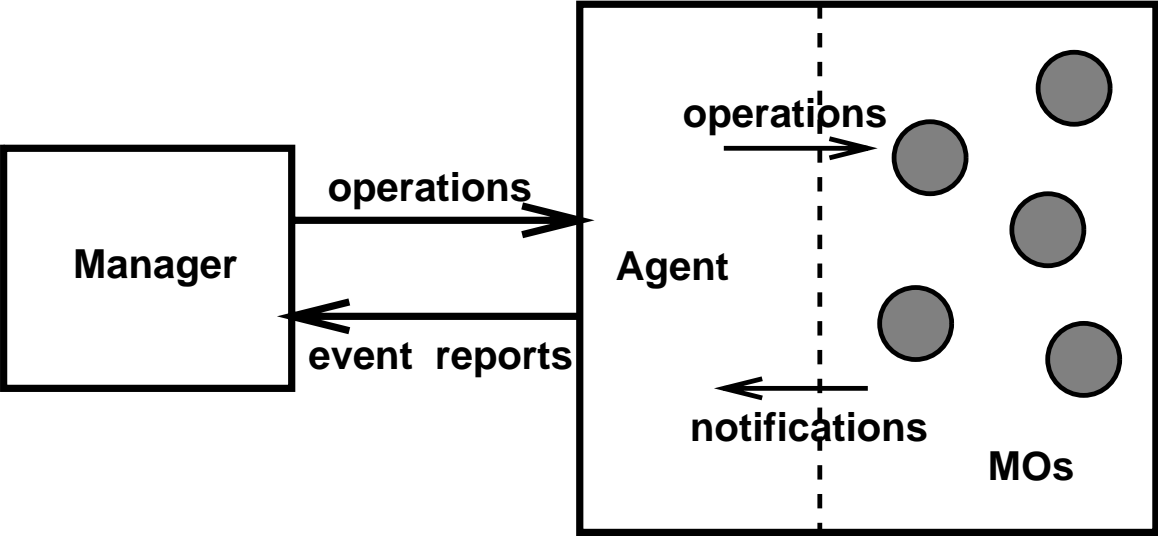 operations
operations
Manager
Agent
event reports
notifications
MOs